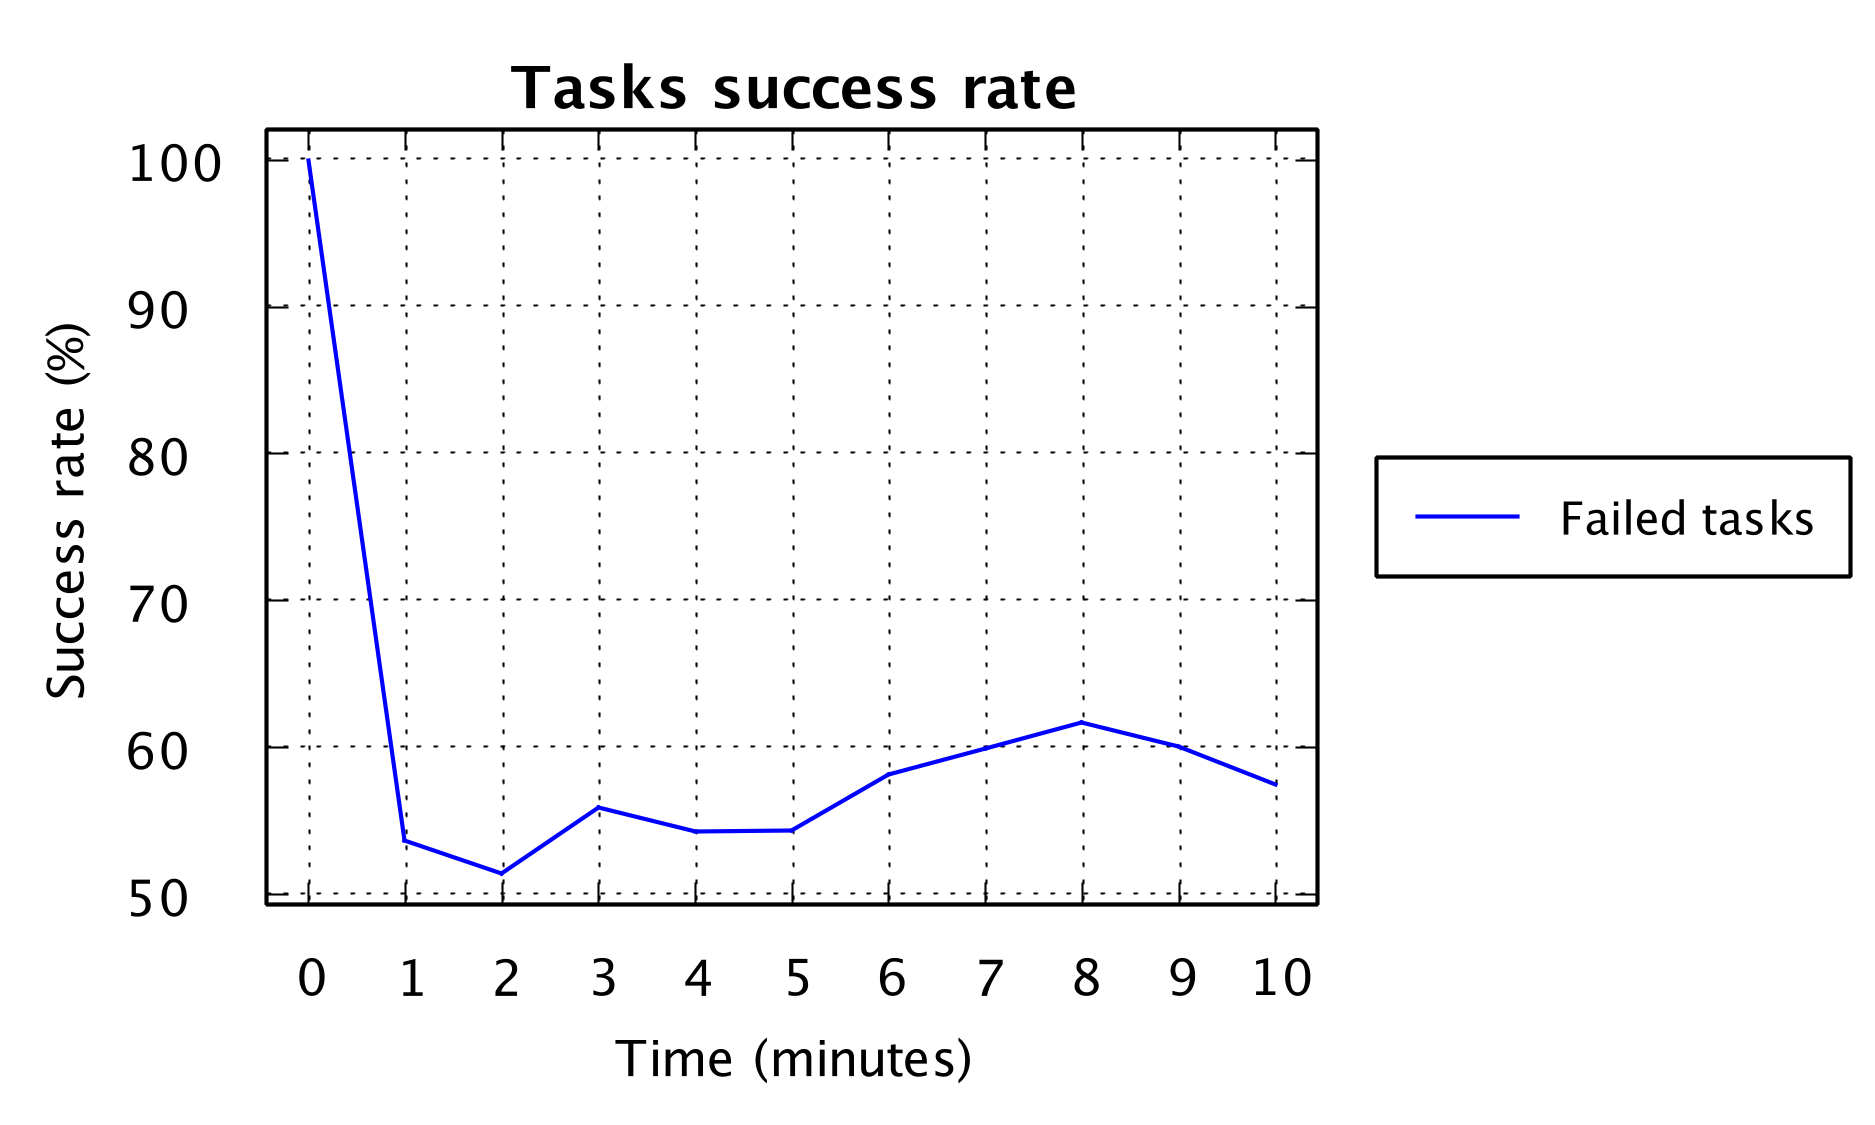 Tasks success rate
100
90
80
70
60
50
Success rate (%)
Failed tasks
0 1 2 3 4 5 6 7 8 9 10
Time (minutes)